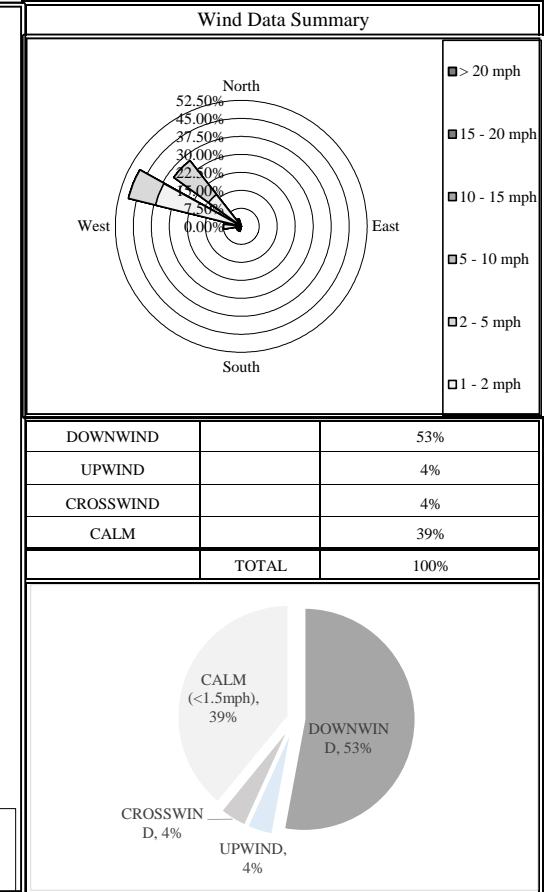 Wind Data Summary
North
52.50%
45.00%
37.50%
30.00%
22.50%
15.00%
7.50%
0.00%
West
East
South
> 20 mph
15 - 20 mph
10 - 15 mph
5 - 10 mph
2 - 5 mph
1 - 2 mph
DOWNWIND 53%
UPWIND 4%
CROSSWIND 4%
CALM 39%
TOTAL 100%
CALM
(<1.5mph),
39%
DOWNWIN
D, 53%
CROSSWIN
D, 4%
UPWIND,
4%